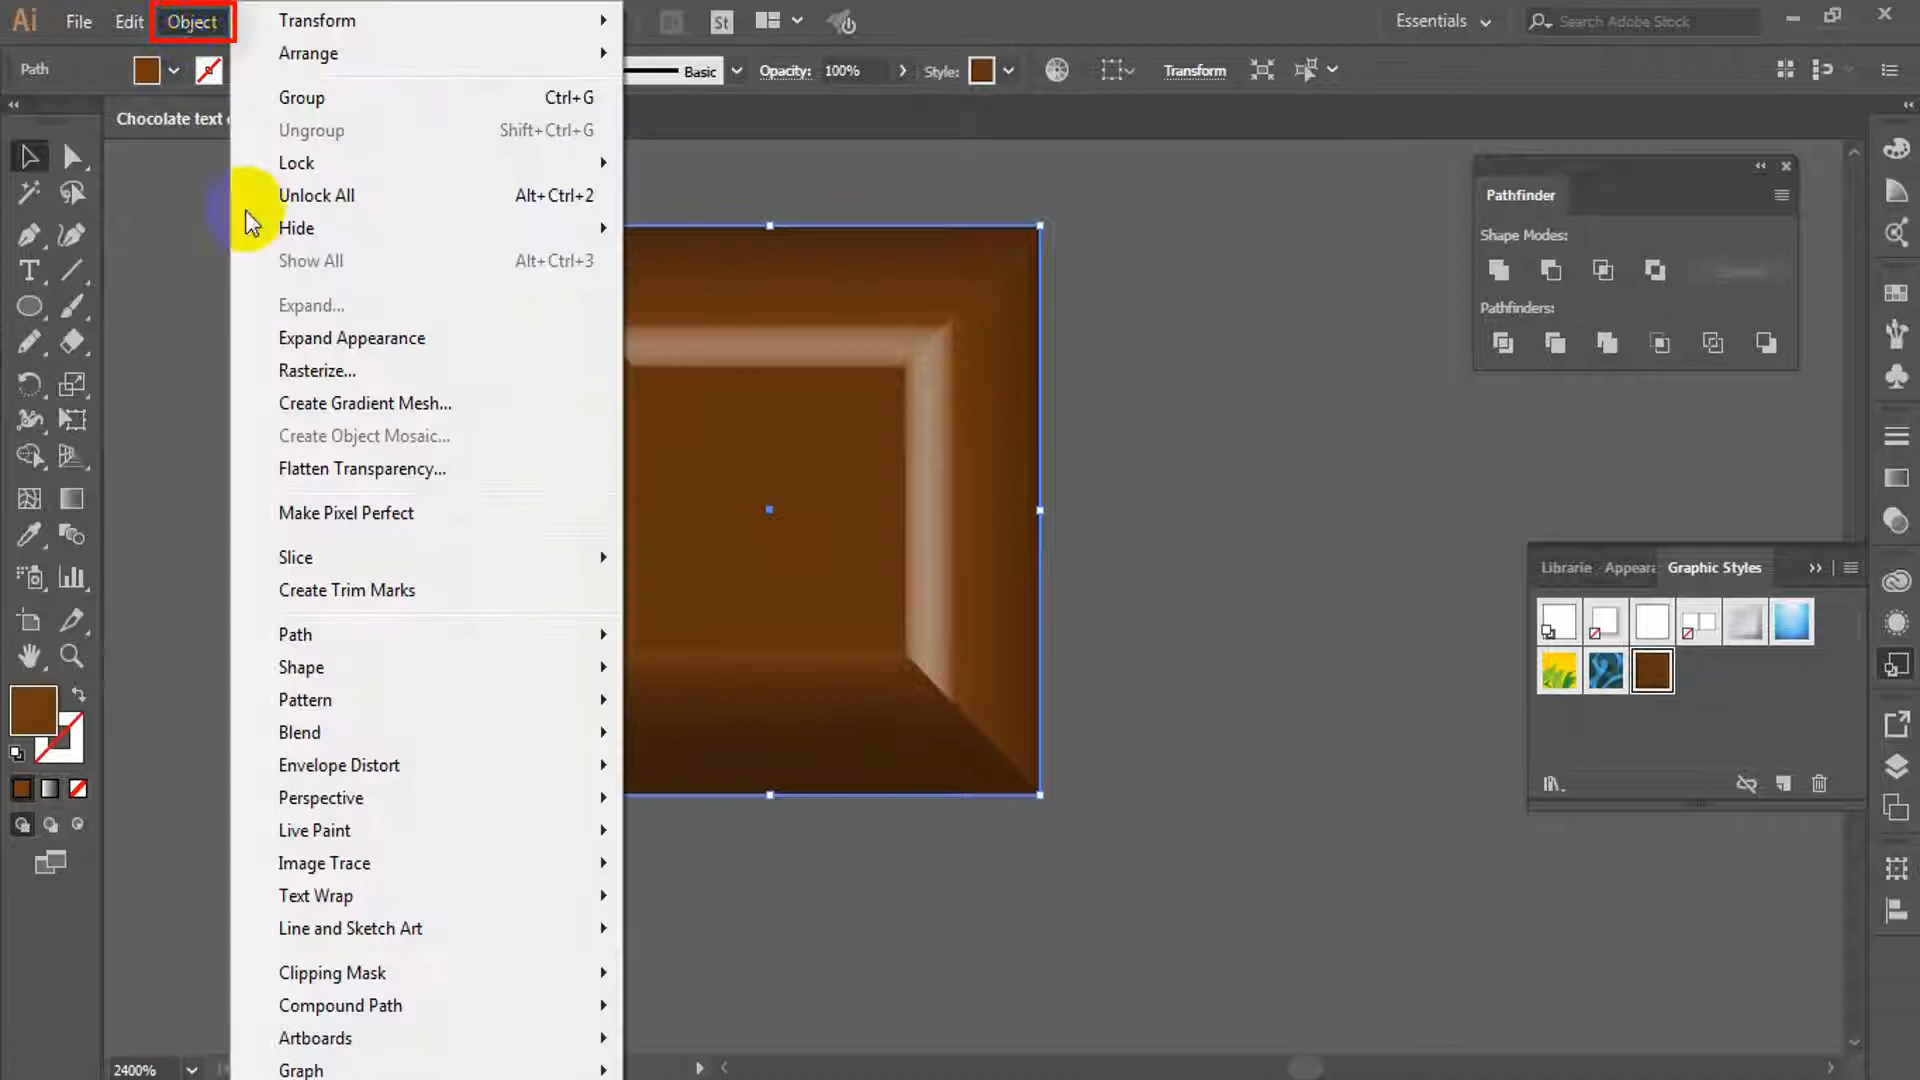 Ai File Edit Object Essentials Search Adobe Stock
St
Path Basic Opacity: 100% Style: Transform
Chocolate text
Transform
Arrange
Group Ctrl+G
Ungroup Shift+Ctrl+G
Lock
Unlock All Alt+Ctrl+2
Hide
Show All Alt+Ctrl+3
Expand...
Expand Appearance
Rasterize...
Create Gradient Mesh...
Create Object Mosaic...
Flatten Transparency...
Make Pixel Perfect
Slice
Create Trim Marks
Path
Shape
Pattern
Blend
Envelope Distort
Perspective
Live Paint
Image Trace
Text Wrap
Line and Sketch Art
Clipping Mask
Compound Path
Artboards
Graph
Pathfinder
Shape Modes:
Pathfinders:
Librarie Appeara Graphic Styles
2400%